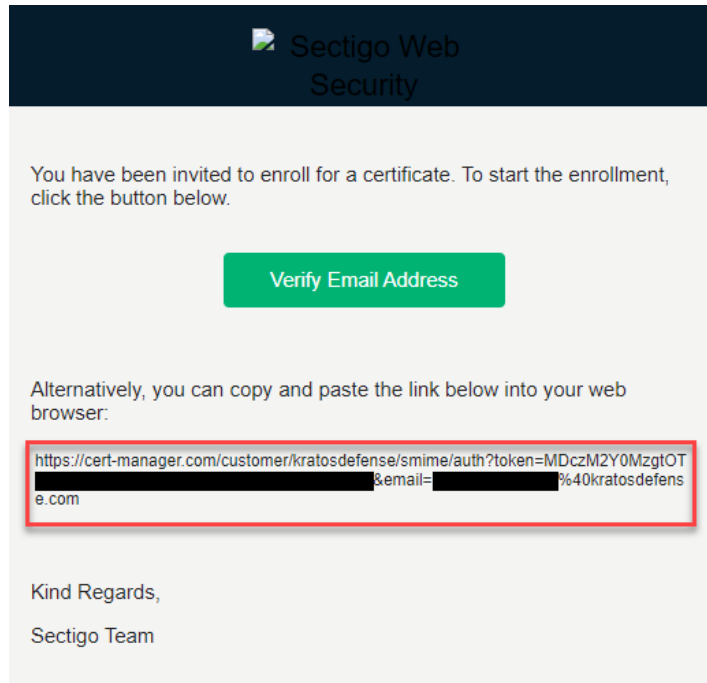 Sectigo Web
Security
You have been invited to enroll for a certificate. To start the enrollment,
click the button below.
Verify Email Address
Alternatively, you can copy and paste the link below into your web
browser:
https://cert-manager.com/customer/kratosdefense/smime/auth?token=MDczM2Y0MzgtOT
&email= %40kratosdefens
e.com
Kind Regards,
Sectigo Team